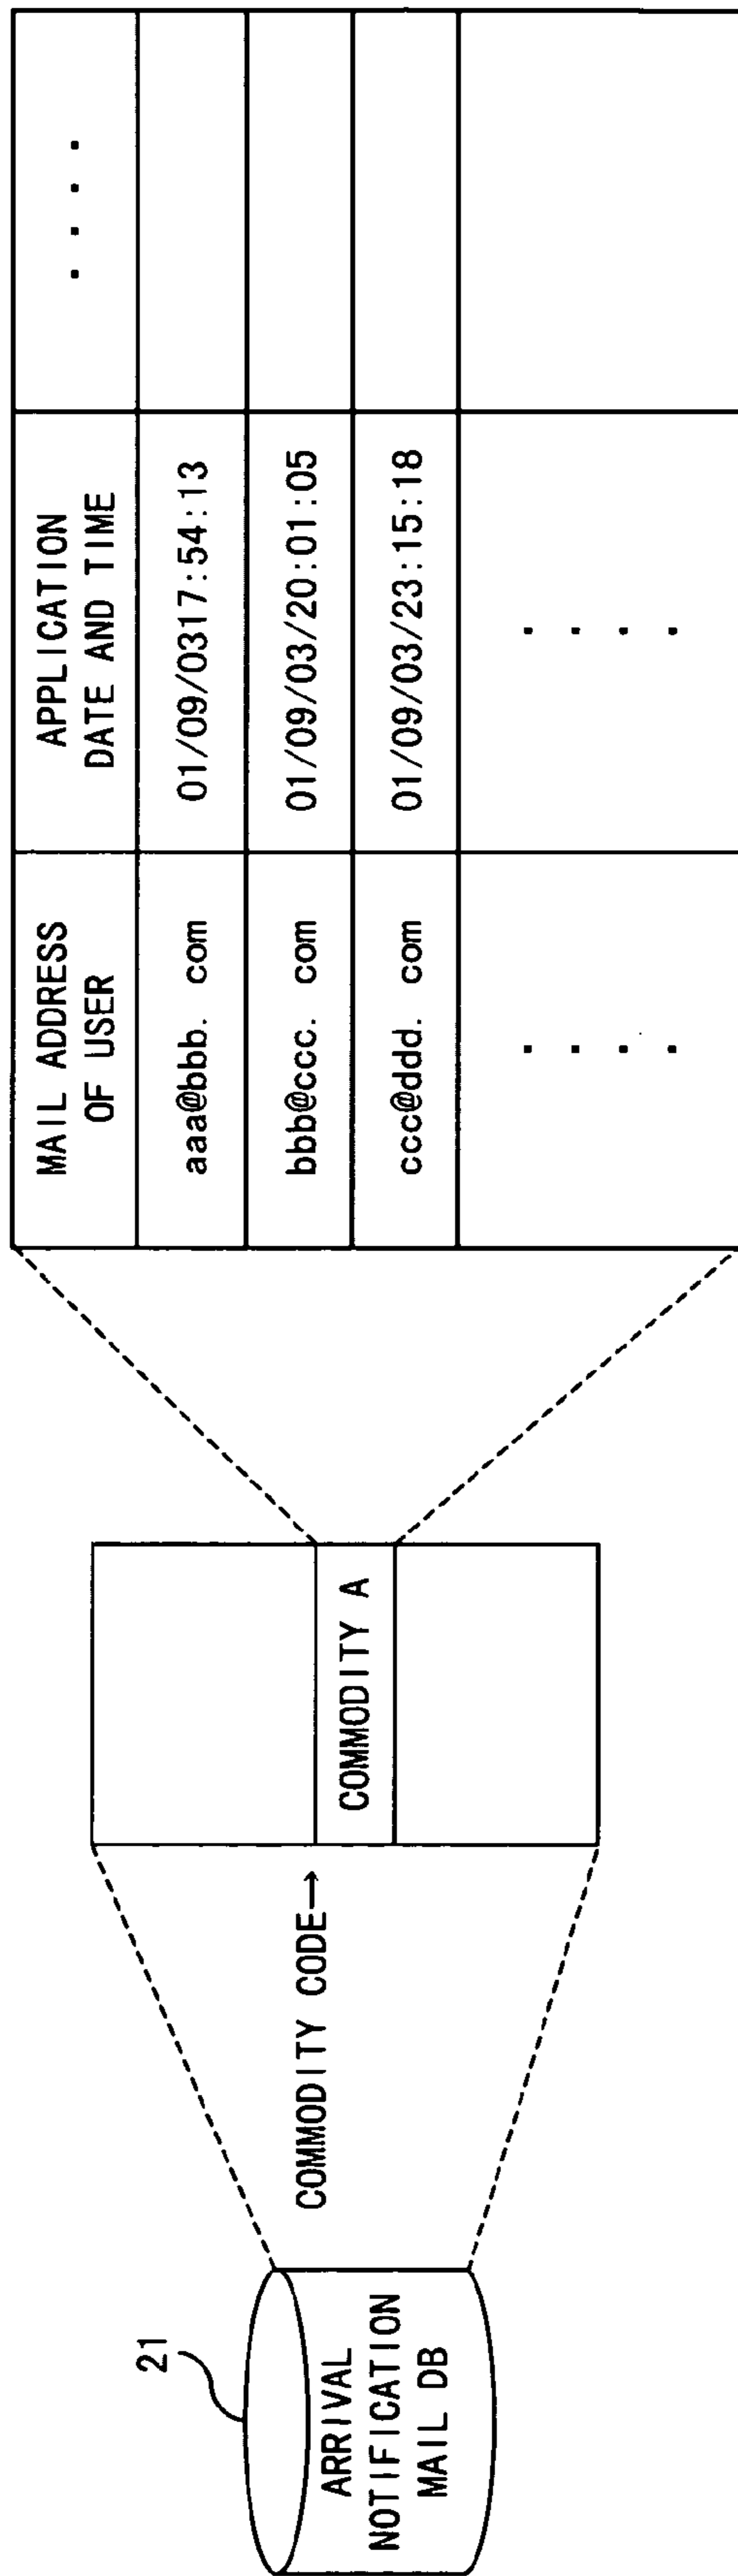 21
ARRIVAL
NOTIFICATION
MAIL DB
COMMODITY CODE→
COMMODITY A
MAIL ADDRESS
OF USER
APPLICATION
DATE AND TIME
. . . .
aaa@bbb. com
01/09/0317:54:13
bbb@ccc. com
01/09/03/20:01:05
ccc@ddd. com
01/09/03/23:15:18
. . . .
. . . .